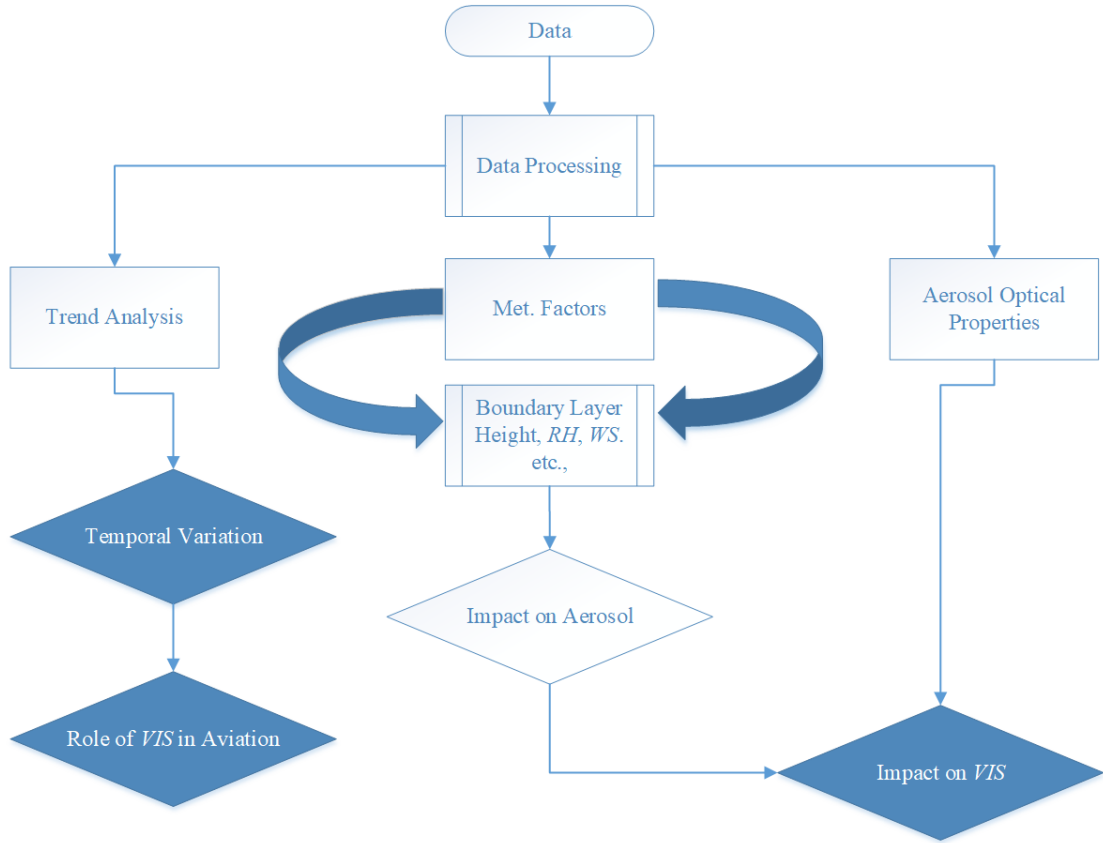 Data
Data Processing
Trend Analysis
Met. Factors
Aerosol Optical
Properties
Boundary Layer
Height, RH, WS.
etc.,
Temporal Variation
Impact on Aerosol
Role of VIS in Aviation
Impact on VIS